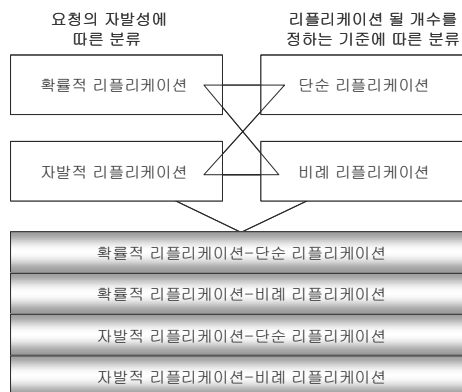 요청의 자발성에
따른 분류
리플리케이션 될 개수를
정하는 기준에 따른 분류
확률적 리플리케이션
단순 리플리케이션
자발적 리플리케이션
비례 리플리케이션
확률적 리플리케이션-단순 리플리케이션
확률적 리플리케이션-비례 리플리케이션
자발적 리플리케이션-단순 리플리케이션
자발적 리플리케이션-비례 리플리케이션